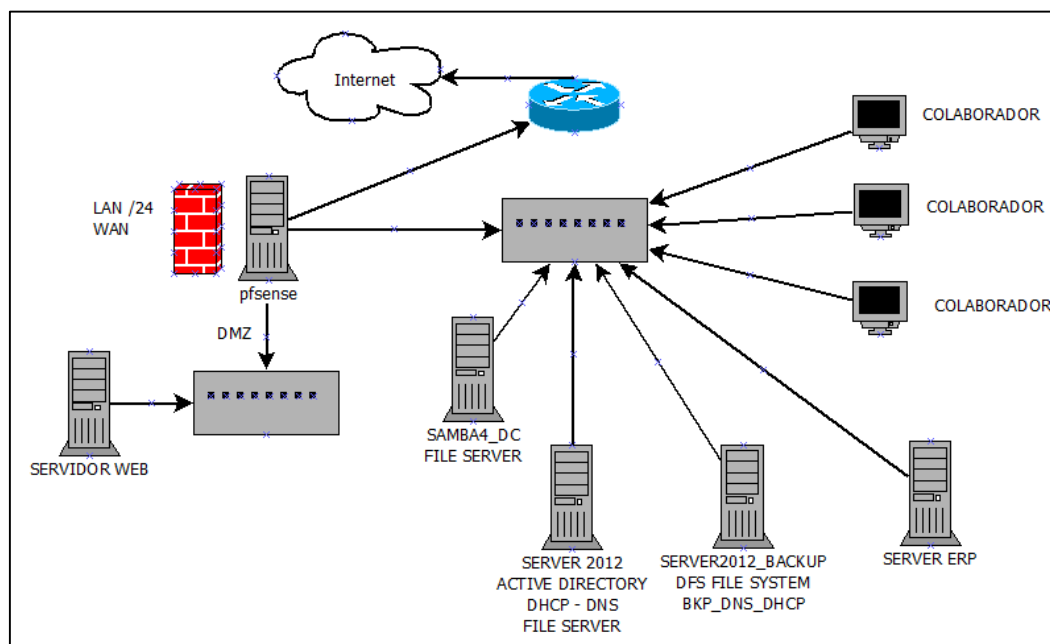 Internet
COLABORADOR
LAN /24
WAN
COLABORADOR
pfsense
COLABORADOR
DMZ
SERVIDOR WEB
SAMBA4_DC
FILE SERVER
SERVER 2012
ACTIVE DIRECTORY
DHCP - DNS
FILE SERVER
SERVER2012_BACKUP
DFS FILE SYSTEM
BKP_DNS_DHCP
SERVER ERP